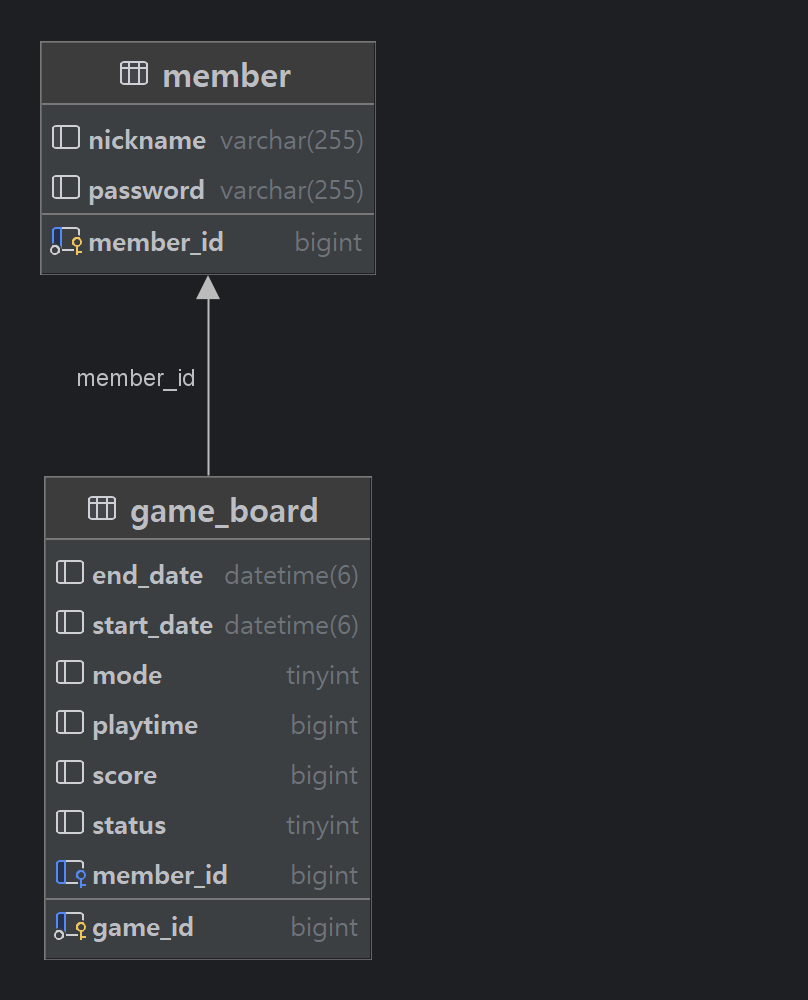 member
nickname varchar(255)
password varchar(255)
member_id bigint
member_id
game_board
end_date datetime(6)
start_date datetime(6)
mode tinyint
playtime bigint
score bigint
status tinyint
member_id bigint
game_id bigint